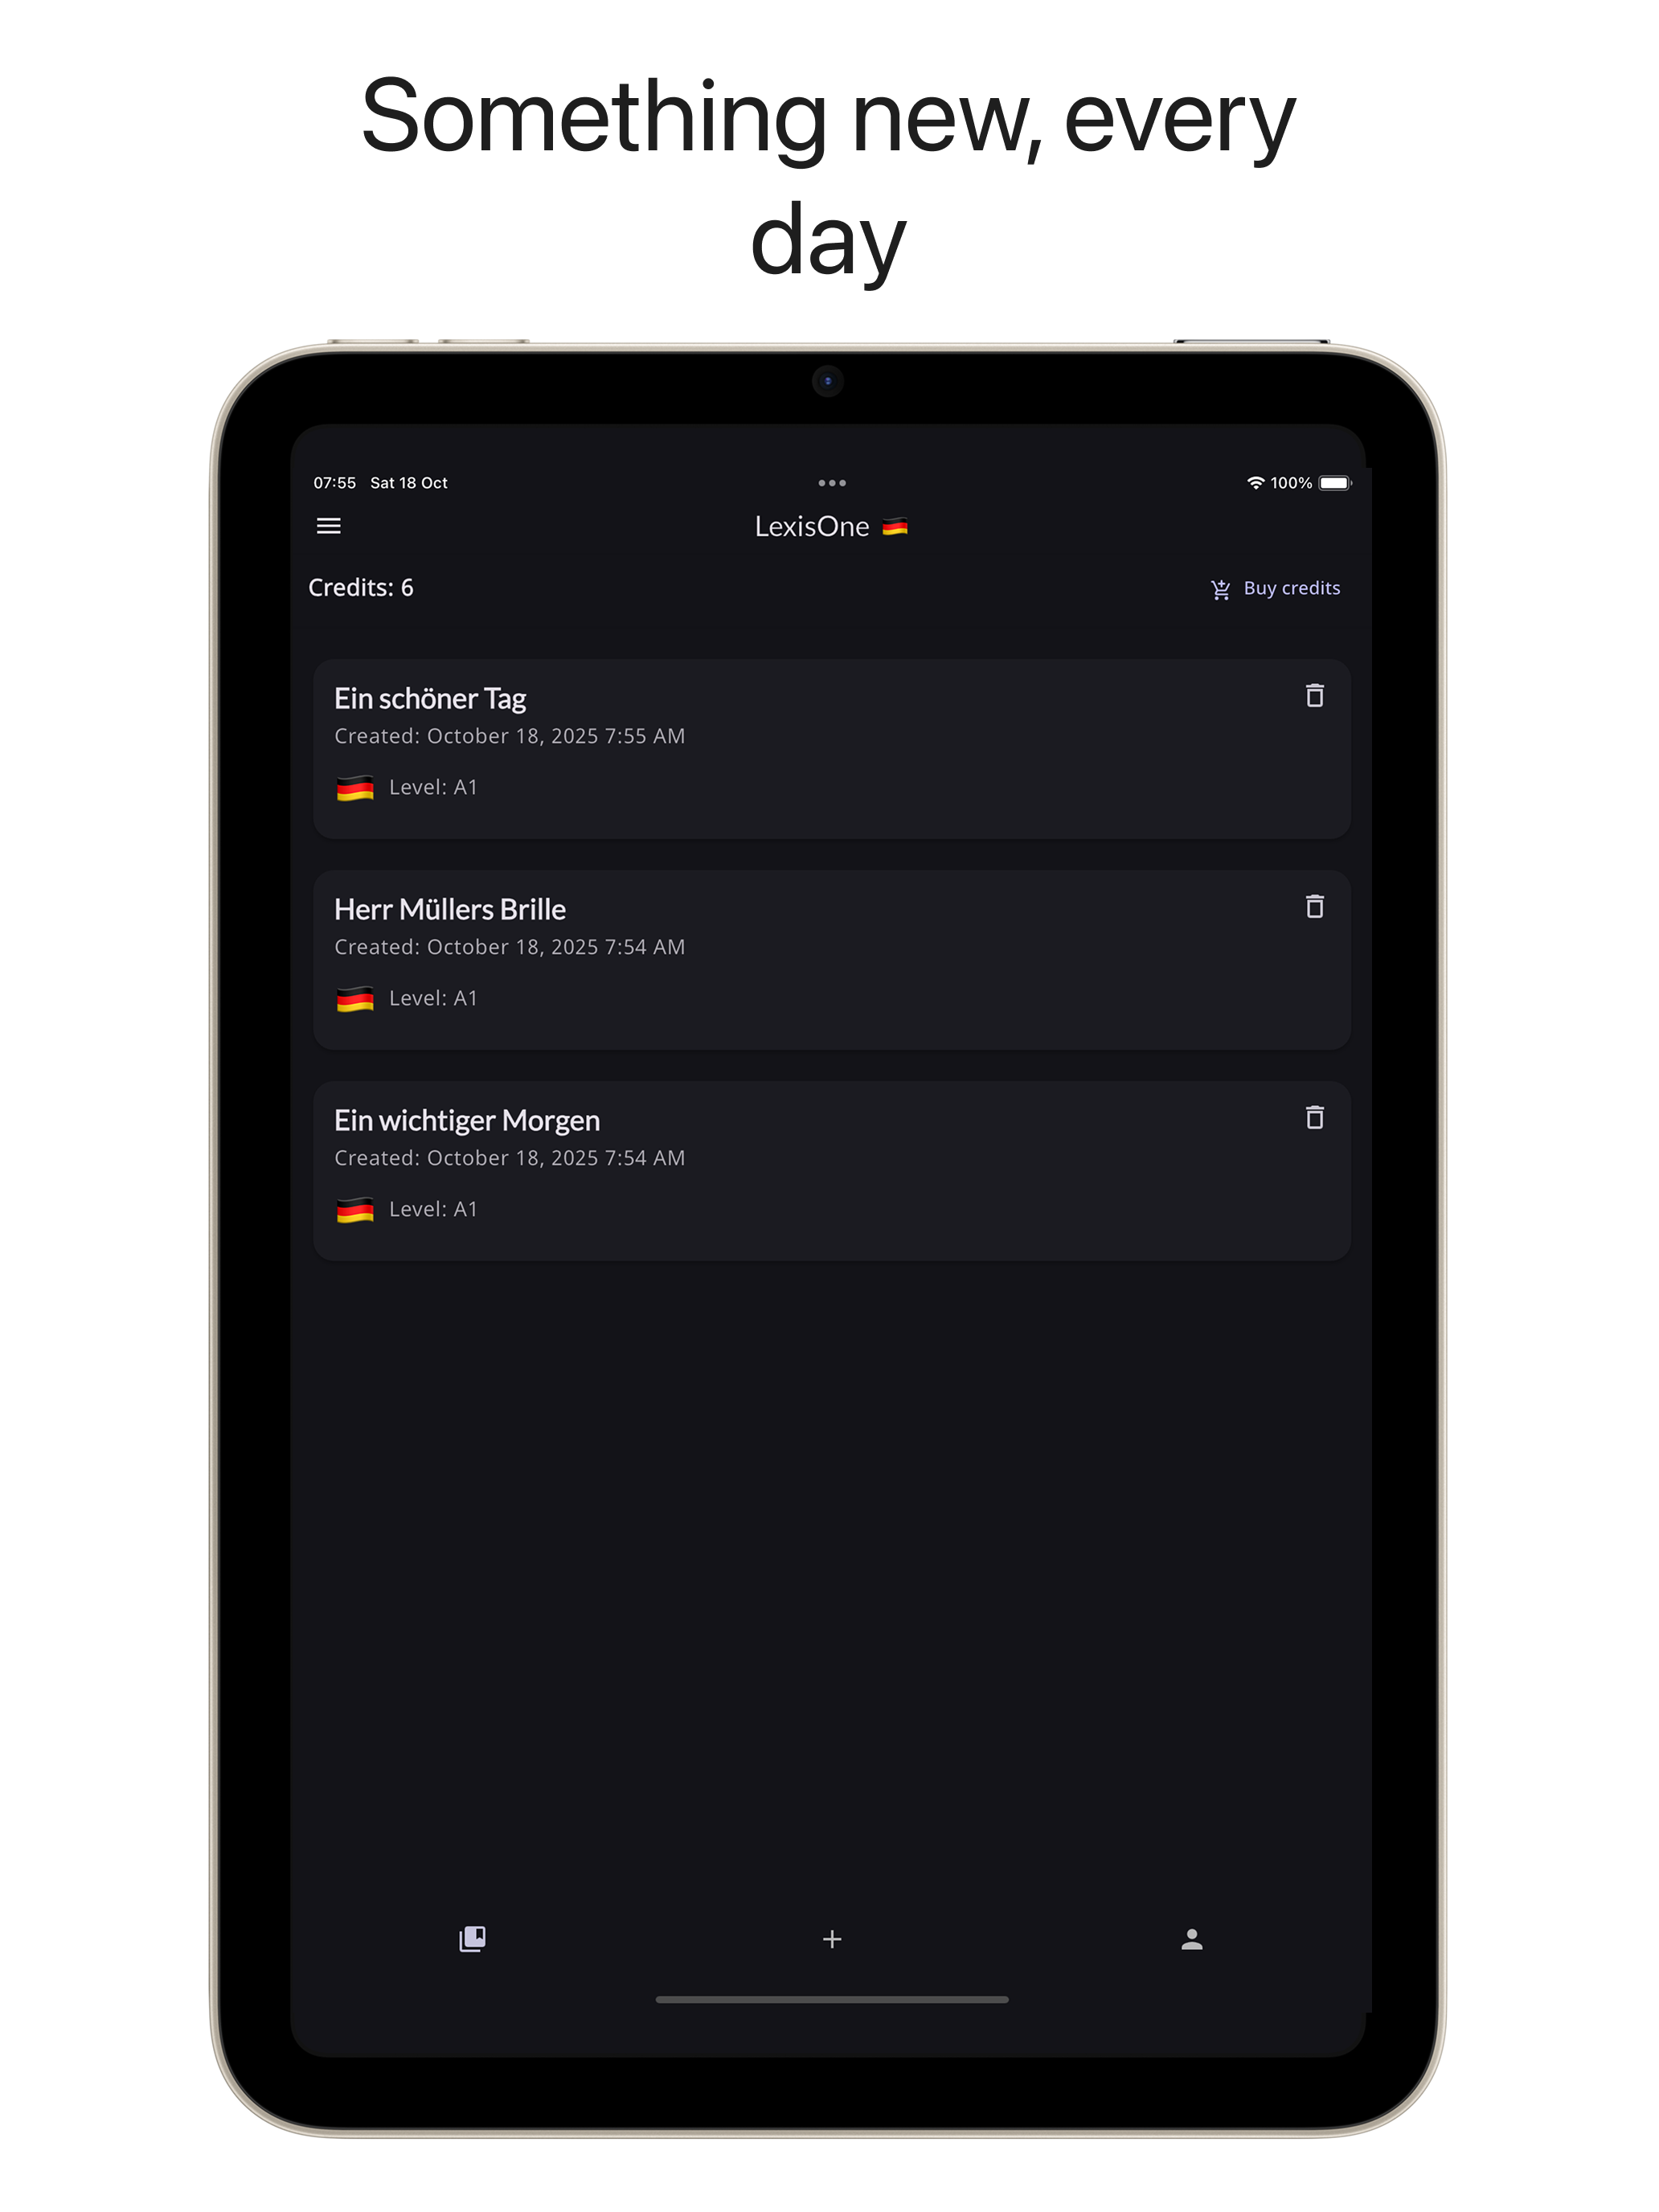 Something new, every
day
07:55 Sat 18 Oct
100%
LexisOne
Credits: 6
Buy credits
Ein schöner Tag
Created: October 18, 2025 7:55 AM
Level: A1
Herr Müllers Brille
Created: October 18, 2025 7:54 AM
Level: A1
Ein wichtiger Morgen
Created: October 18, 2025 7:54 AM
Level: A1